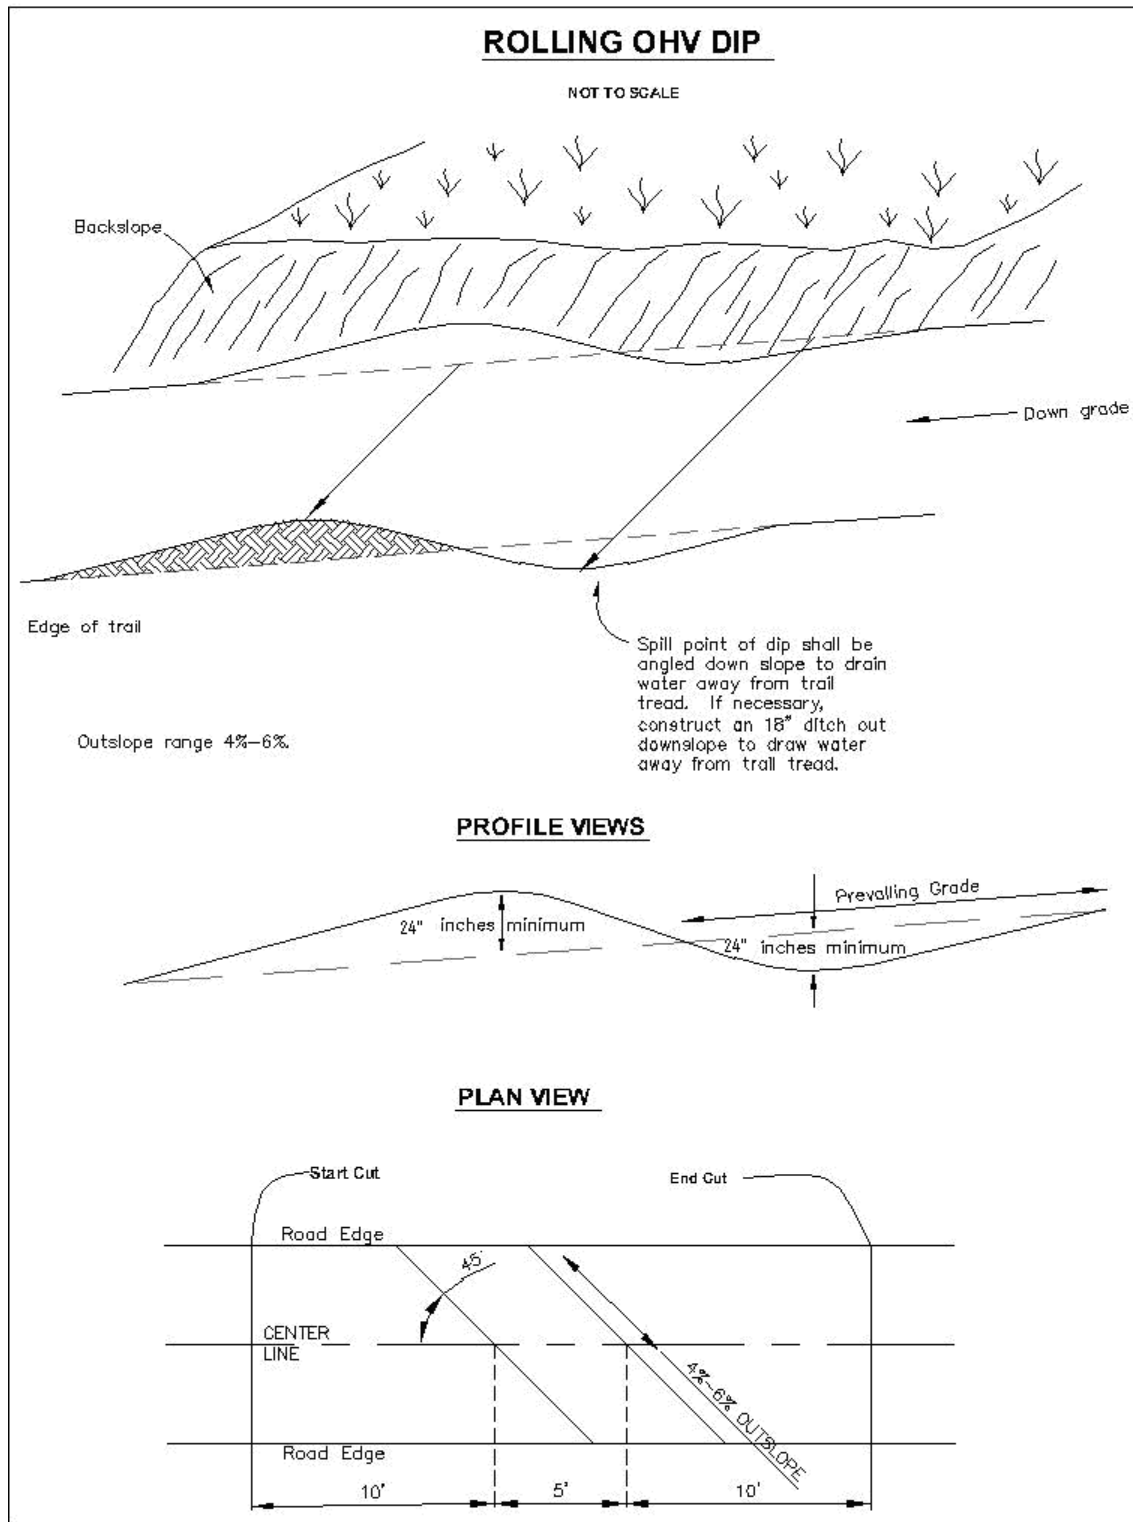 ROLLING OHV DIP
NOT TO SCALE
Backslope
Down grade
Edge of trail
Spill point of dip shall be
angled down slope to drain
water away from trail
tread. If necessary,
construct an 18" ditch out
downslope to draw water
away from trail tread.
Outslope range 4%-6%.
PROFILE VIEWS
Prevailing Grade
24" inches minimum
24" inches minimum
PLAN VIEW
Start Cut
End Cut
Road Edge
45°
CENTER
LINE
4%-6% OUTSLOPE
Road Edge
10'
5'
10'